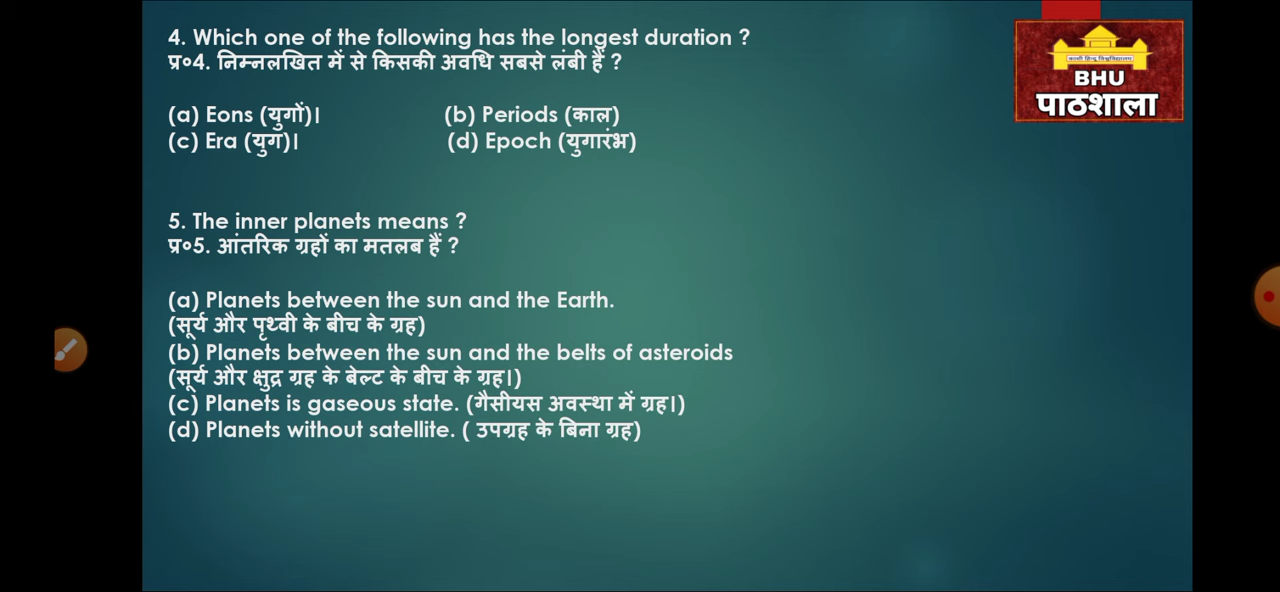 4. Which one of the following has the longest duration ?
प्र०4. निम्नलखित में से किसकी अवधि सबसे लंबी हैं ?
(a) Eons (युगों)। (b) Periods (काल)
(c) Era (युग)। (d) Epoch (युगारंभ)
5. The inner planets means ?
प्र०5. आंतरिक ग्रहों का मतलब हैं ?
(a) Planets between the sun and the Earth.
(सूर्य और पृथ्वी के बीच के ग्रह)
(b) Planets between the sun and the belts of asteroids
(सूर्य और क्षुद्र ग्रह के बेल्ट के बीच के ग्रह।)
(c) Planets is gaseous state. (गैसीयस अवस्था में ग्रह।)
(d) Planets without satellite. ( उपग्रह के बिना ग्रह)
काशी हिन्दू विश्वविद्यालय
BHU
पाठशाला